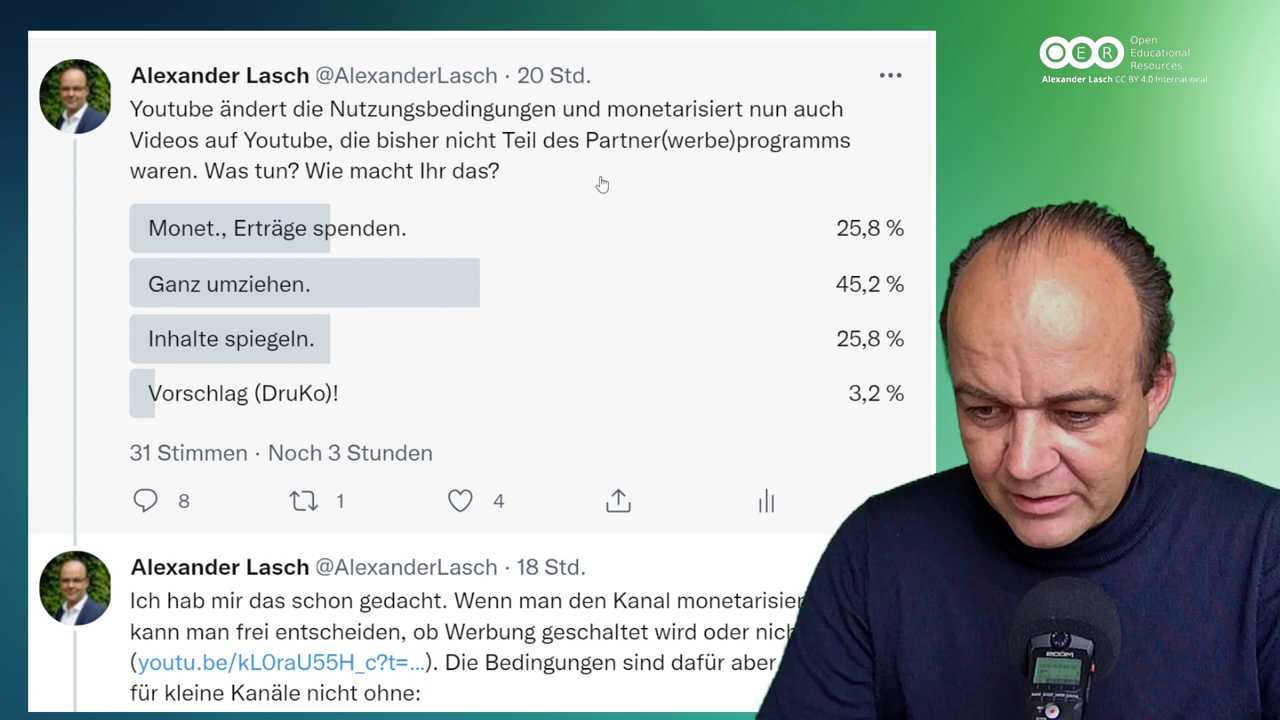 OER Open
Educational
Resources
Alexander Lasch CC BY 4.0 International
Alexander Lasch @AlexanderLasch · 20 Std.
Youtube ändert die Nutzungsbedingungen und monetarisiert nun auch
Videos auf Youtube, die bisher nicht Teil des Partner(werbe)programms
waren. Was tun? Wie macht Ihr das?
Monet., Erträge spenden. 25,8 %
Ganz umziehen. 45,2 %
Inhalte spiegeln. 25,8 %
Vorschlag (DruKo)! 3,2 %
31 Stimmen · Noch 3 Stunden
8 1 4
Alexander Lasch @AlexanderLasch · 18 Std.
Ich hab mir das schon gedacht. Wenn man den Kanal monetarisier
kann man frei entscheiden, ob Werbung geschaltet wird oder nich
(youtu.be/kL0raU55H_c?t=...). Die Bedingungen sind dafür aber
für kleine Kanäle nicht ohne:
zoom